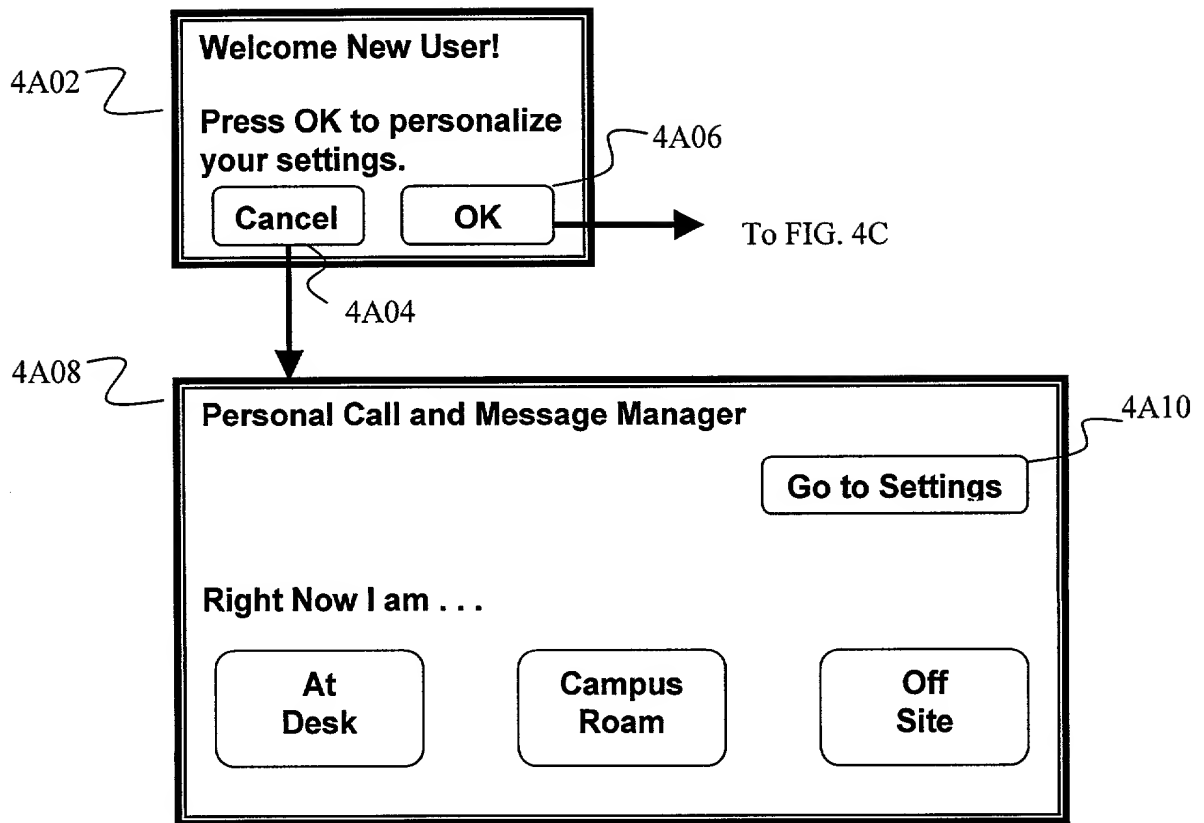 Welcome New User!
4A02
Press OK to personalize
your settings.
4A06
Cancel
OK
To FIG. 4C
4A04
4A08
Personal Call and Message Manager
4A10
Go to Settings
Right Now I am . . .
At
Desk
Campus
Roam
Off
Site